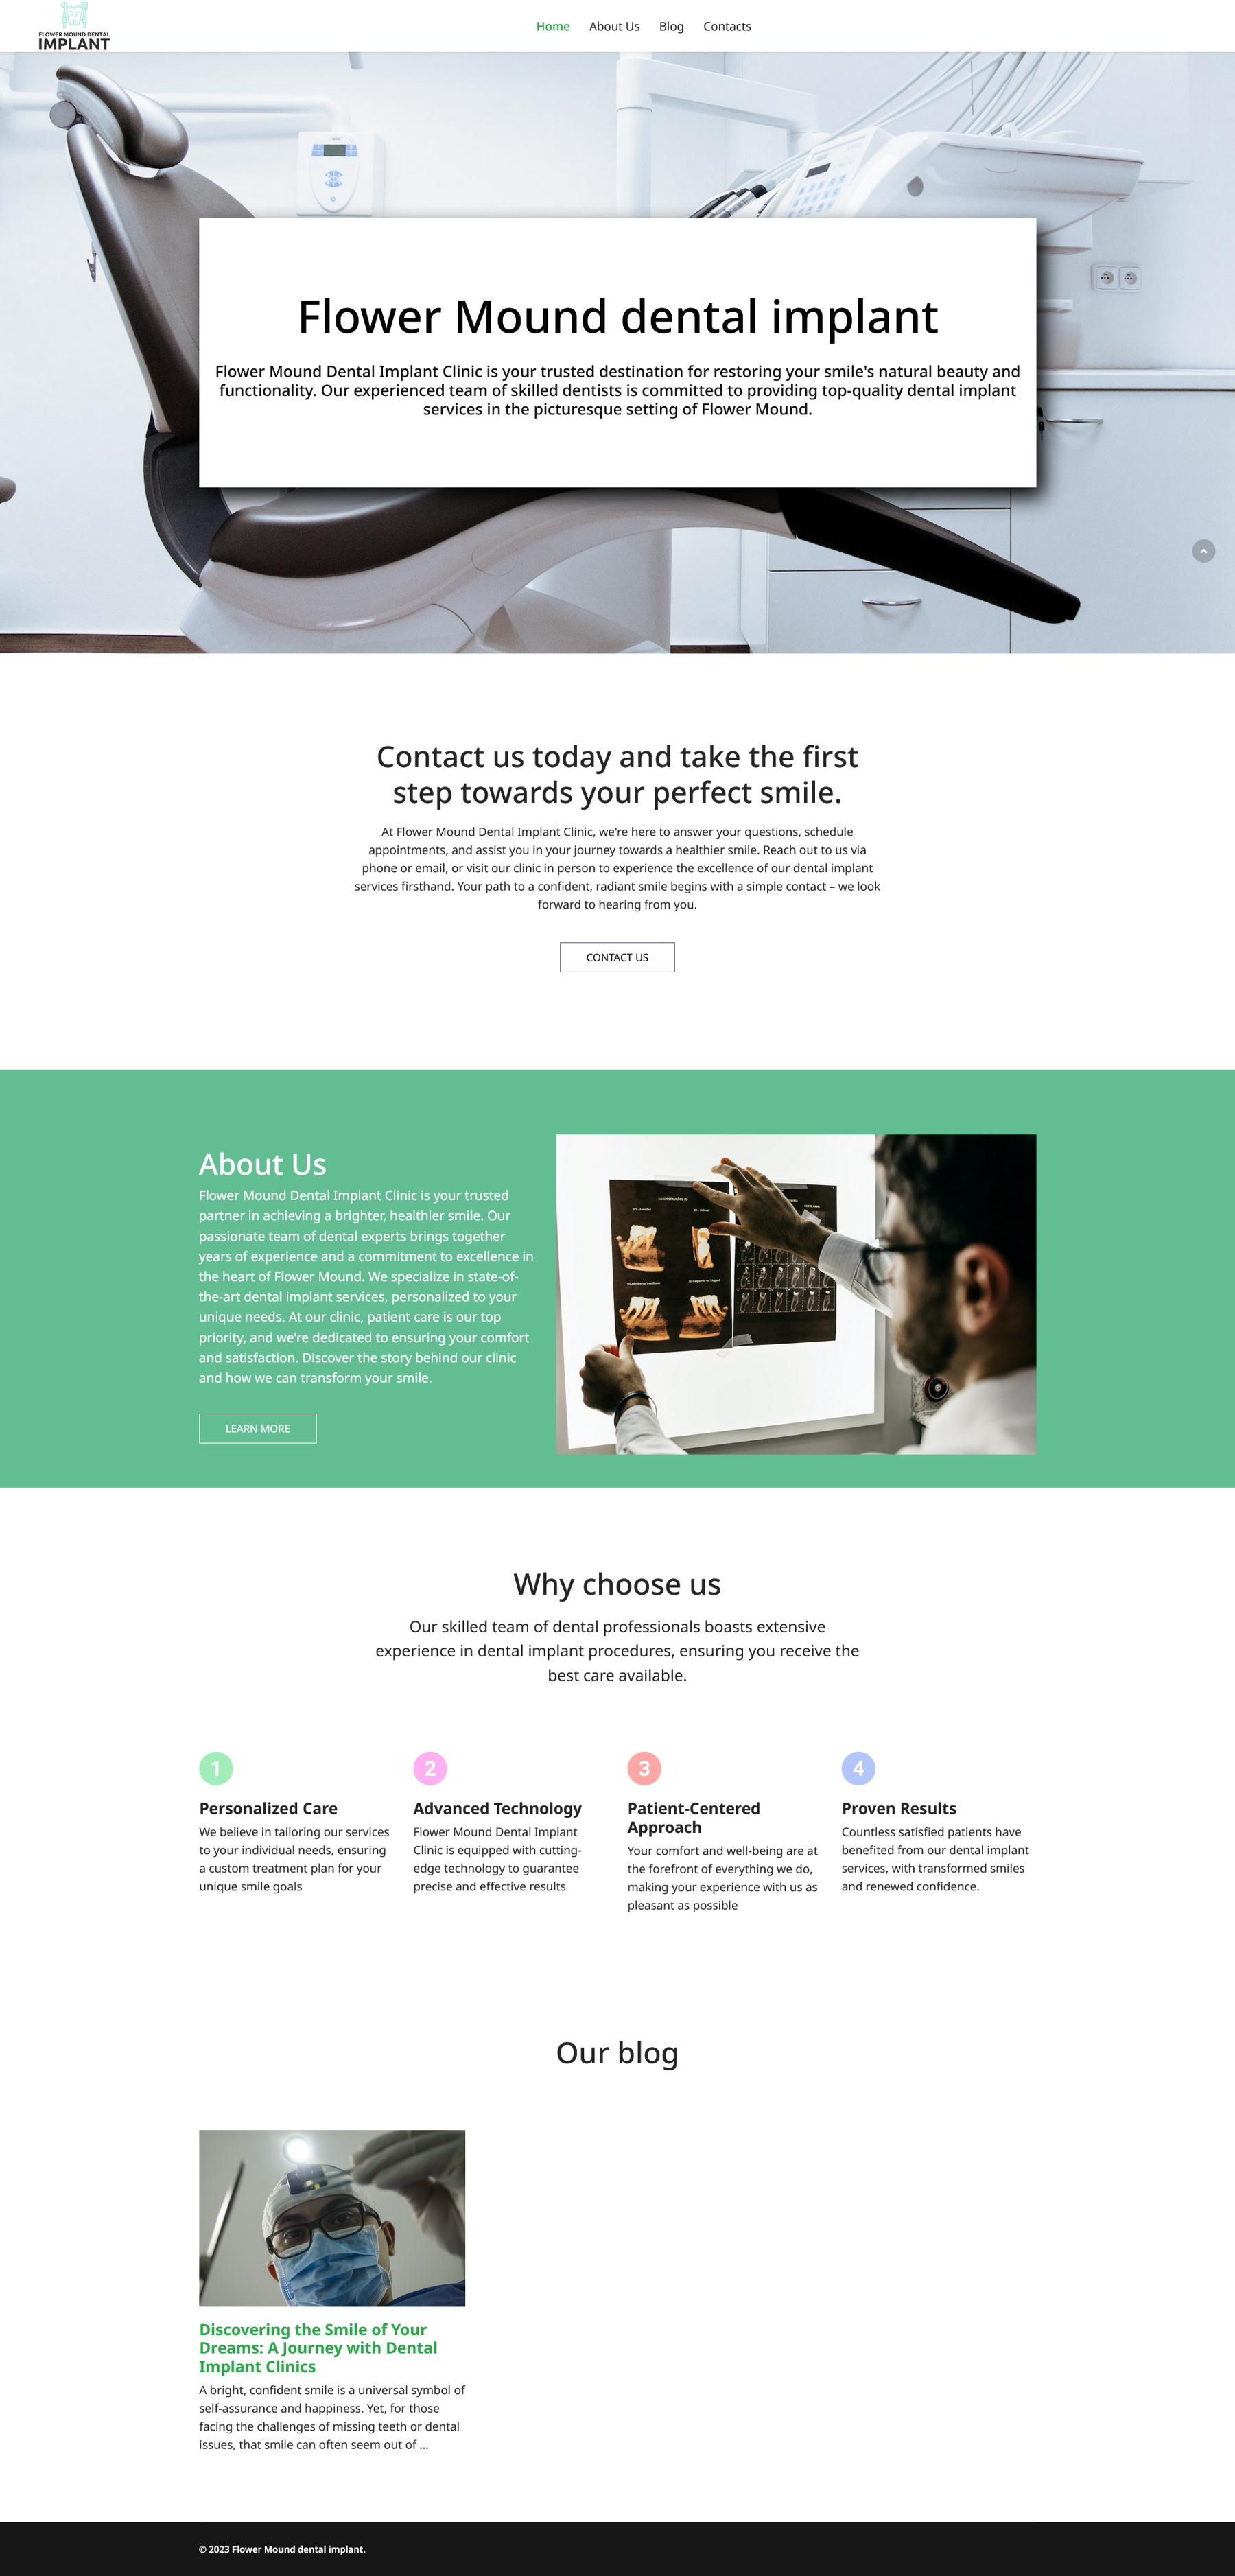 FLOWER MOUND DENTAL
IMPLANT
Home About Us Blog Contacts
Flower Mound dental implant
Flower Mound Dental Implant Clinic is your trusted destination for restoring your smile's natural beauty and
functionality. Our experienced team of skilled dentists is committed to providing top-quality dental implant
services in the picturesque setting of Flower Mound.
Contact us today and take the first
step towards your perfect smile.
At Flower Mound Dental Implant Clinic, we're here to answer your questions, schedule
appointments, and assist you in your journey towards a healthier smile. Reach out to us via
phone or email, or visit our clinic in person to experience the excellence of our dental implant
services firsthand. Your path to a confident, radiant smile begins with a simple contact – we look
forward to hearing from you.
CONTACT US
About Us
Flower Mound Dental Implant Clinic is your trusted
partner in achieving a brighter, healthier smile. Our
passionate team of dental experts brings together
years of experience and a commitment to excellence in
the heart of Flower Mound. We specialize in state-of-
the-art dental implant services, personalized to your
unique needs. At our clinic, patient care is our top
priority, and we're dedicated to ensuring your comfort
and satisfaction. Discover the story behind our clinic
and how we can transform your smile.
LEARN MORE
Why choose us
Our skilled team of dental professionals boasts extensive
experience in dental implant procedures, ensuring you receive the
best care available.
1
Personalized Care
We believe in tailoring our services
to your individual needs, ensuring
a custom treatment plan for your
unique smile goals
2
Advanced Technology
Flower Mound Dental Implant
Clinic is equipped with cutting-
edge technology to guarantee
precise and effective results
3
Patient-Centered
Approach
Your comfort and well-being are at
the forefront of everything we do,
making your experience with us as
pleasant as possible
4
Proven Results
Countless satisfied patients have
benefited from our dental implant
services, with transformed smiles
and renewed confidence.
Our blog
Discovering the Smile of Your
Dreams: A Journey with Dental
Implant Clinics
A bright, confident smile is a universal symbol of
self-assurance and happiness. Yet, for those
facing the challenges of missing teeth or dental
issues, that smile can often seem out of ...
© 2023 Flower Mound dental implant.